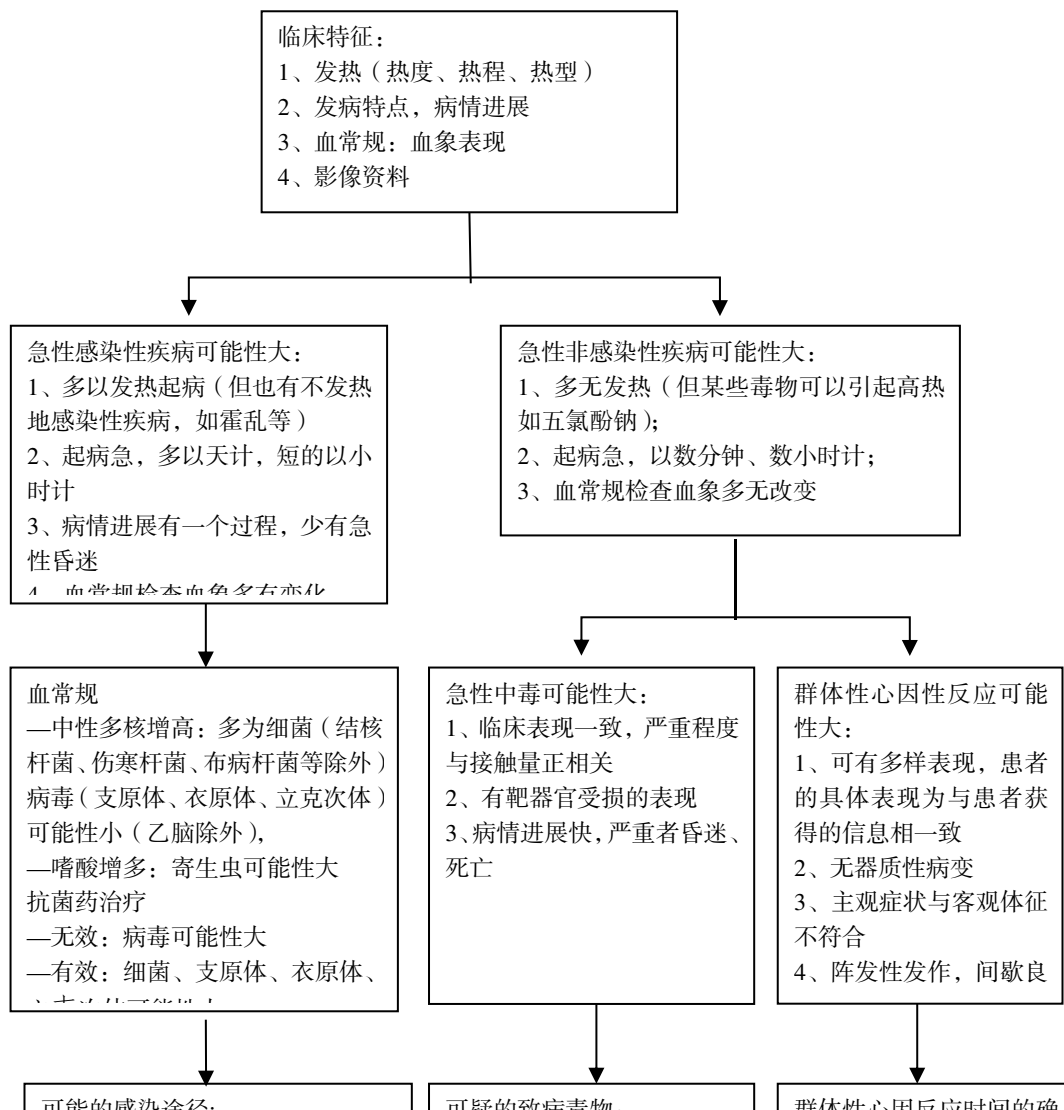 临床特征：
1、发热（热度、热程、热型）
2、发病特点，病情进展
3、血常规：血象表现
4、影像资料
急性感染性疾病可能性大：
1、多以发热起病（但也有不发热
地感染性疾病，如霍乱等）
2、起病急，多以天计，短的以小
时计
3、病情进展有一个过程，少有急
性昏迷
4、血常规检查血象多有变化
急性非感染性疾病可能性大：
1、多无发热（但某些毒物可以引起高热
如五氯酚钠）；
2、起病急，以数分钟、数小时计；
3、血常规检查血象多无改变
血常规
—中性多核增高：多为细菌（结核
杆菌、伤寒杆菌、布病杆菌等除外）
病毒（支原体、衣原体、立克次体）
可能性小（乙脑除外），
—嗜酸增多：寄生虫可能性大
抗菌药治疗
—无效：病毒可能性大
—有效：细菌、支原体、衣原体、
急性中毒可能性大：
1、临床表现一致，严重程度
与接触量正相关
2、有靶器官受损的表现
3、病情进展快，严重者昏迷、
死亡
群体性心因性反应可能
性大：
1、可有多样表现，患者
的具体表现为与患者获
得的信息相一致
2、无器质性病变
3、主观症状与客观体征
不符合
4、阵发性发作，间歇良
可能的感染途径：
可疑的致病毒物：
群体性心因反应时间的确